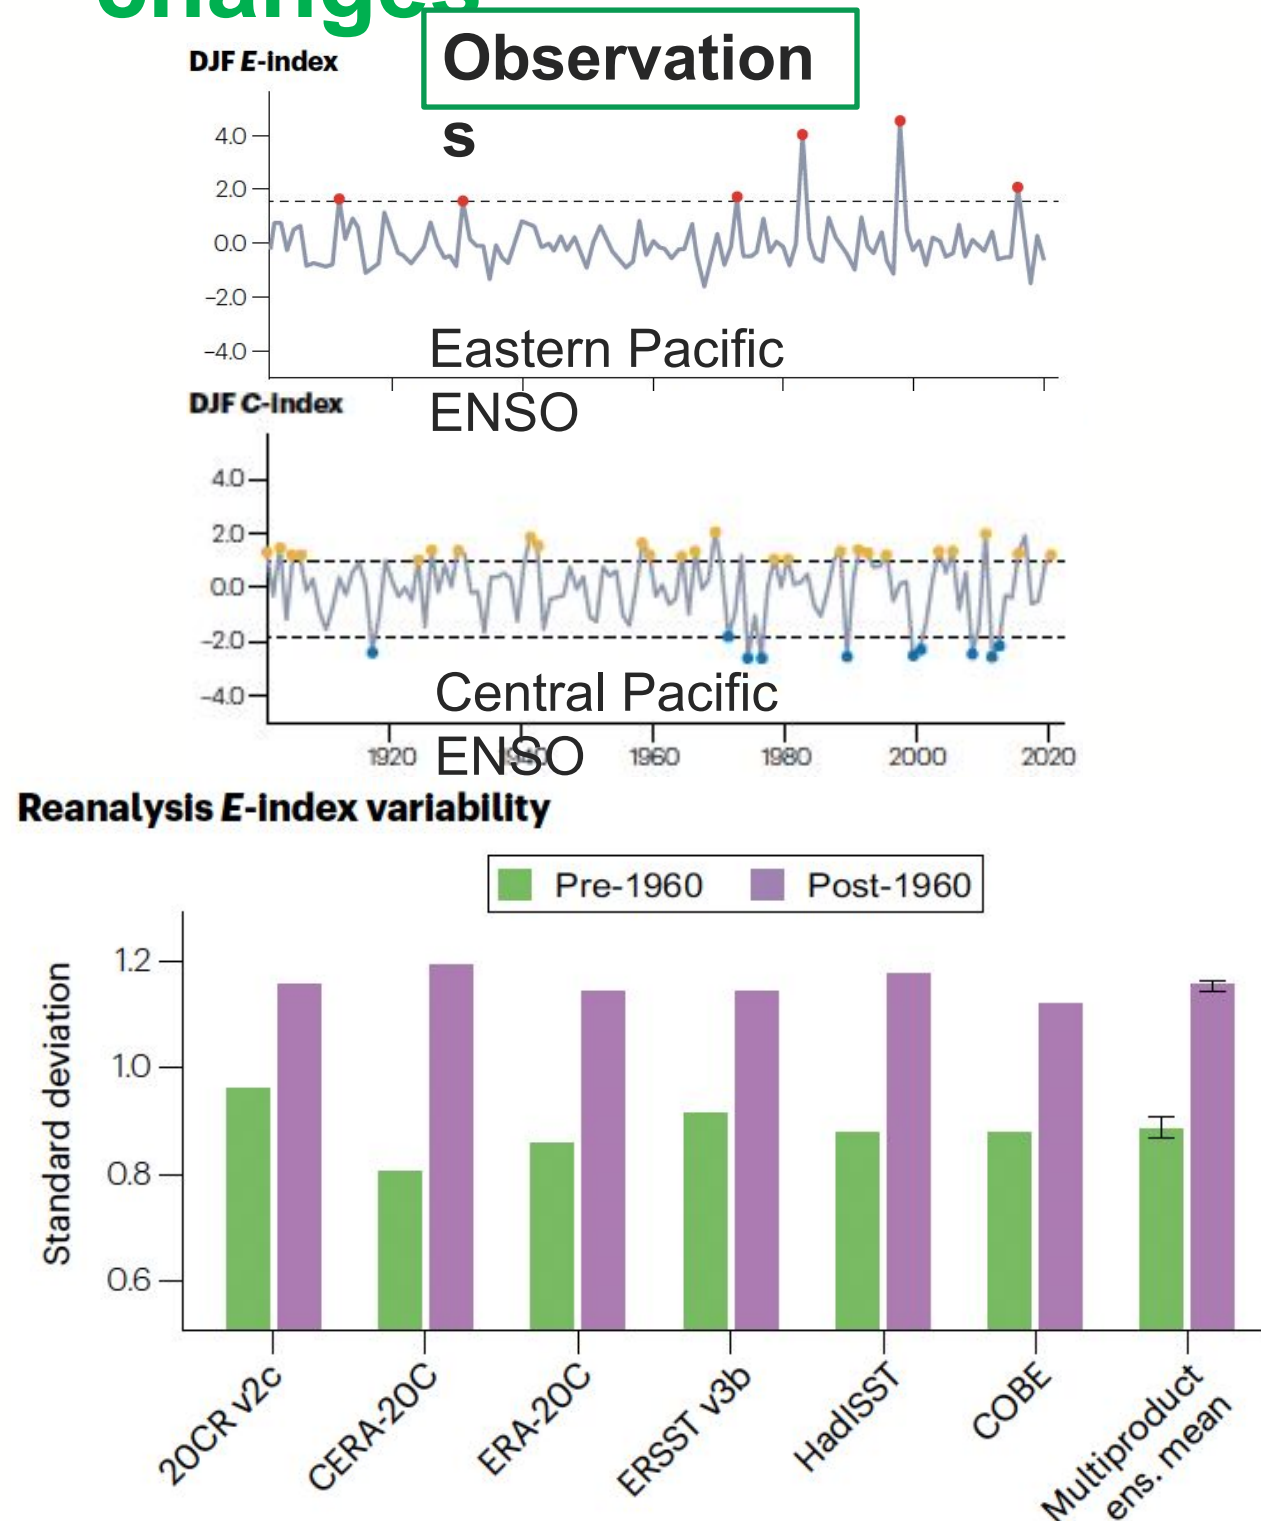 changes
Observation
s
DJF E-index
4.0
2.0
0.0
−2.0
−4.0
Eastern Pacific
ENSO
DJF C-index
4.0
2.0
0.0
−2.0
−4.0
Central Pacific
ENSO
1920 1940 1960 1980 2000 2020
Reanalysis E-index variability
Pre-1960 Post-1960
Standard deviation
1.2
1.0
0.8
0.6
20CR v2c
CERA-20C
ERA-20C
ERSST v3b
HadISST
COBE
Multiproduct
ens. mean